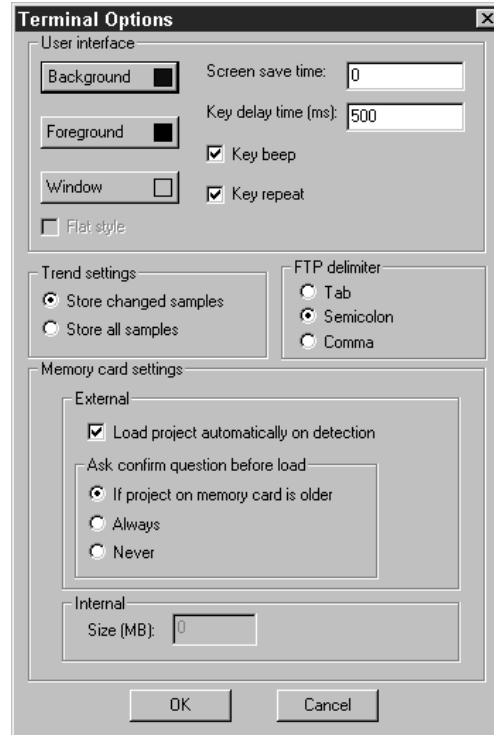 Terminal Options
User interface
Background
Screen save time: 0
Key delay time (ms): 500
Foreground
Key beep
Window
Key repeat
Flat style
Trend settings
Store changed samples
Store all samples
FTP delimiter
Tab
Semicolon
Comma
Memory card settings
External
Load project automatically on detection
Ask confirm question before load
If project on memory card is older
Always
Never
Internal
Size (MB): 0
OK
Cancel